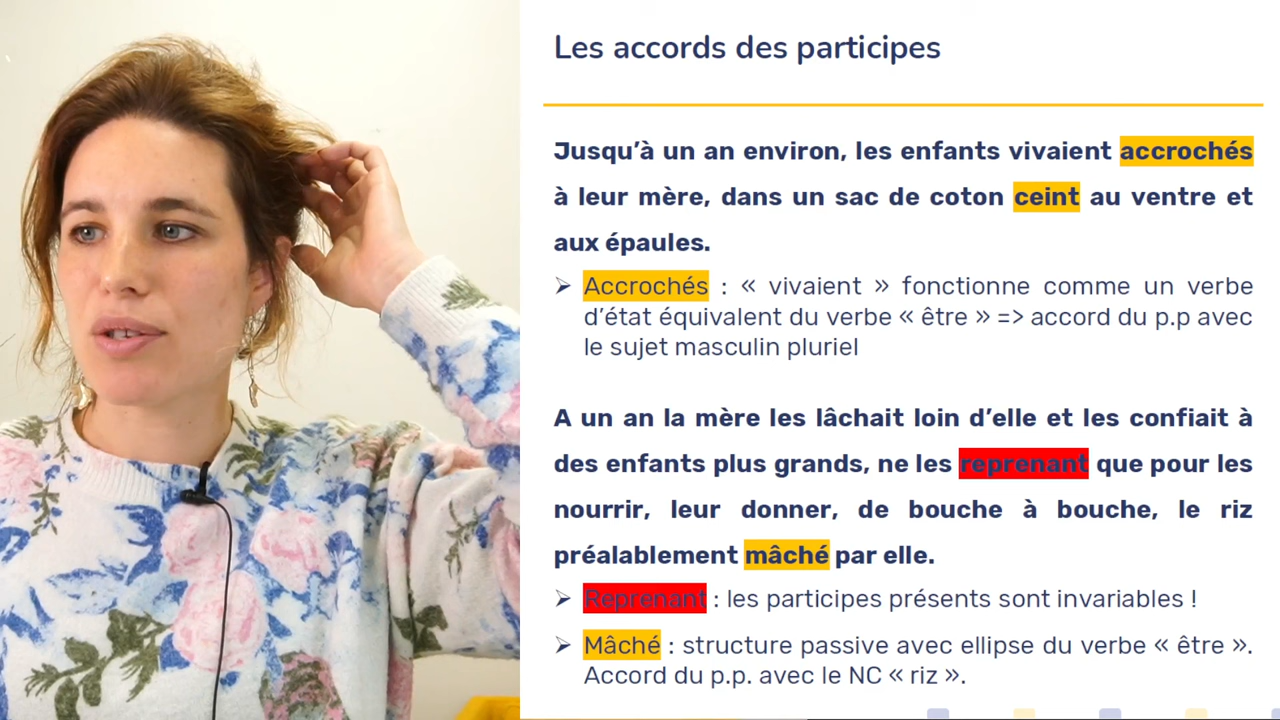 Les accords des participes
Jusqu’à un an environ, les enfants vivaient accrochés
à leur mère, dans un sac de coton ceint au ventre et
aux épaules.
➢ Accrochés : « vivaient » fonctionne comme un verbe
d’état équivalent du verbe « être » => accord du p.p avec
le sujet masculin pluriel
A un an la mère les lâchait loin d’elle et les confiait à
des enfants plus grands, ne les reprenant que pour les
nourrir, leur donner, de bouche à bouche, le riz
préalablement mâché par elle.
➢ Reprenant : les participes présents sont invariables !
➢ Mâché : structure passive avec ellipse du verbe « être ».
Accord du p.p. avec le NC « riz ».